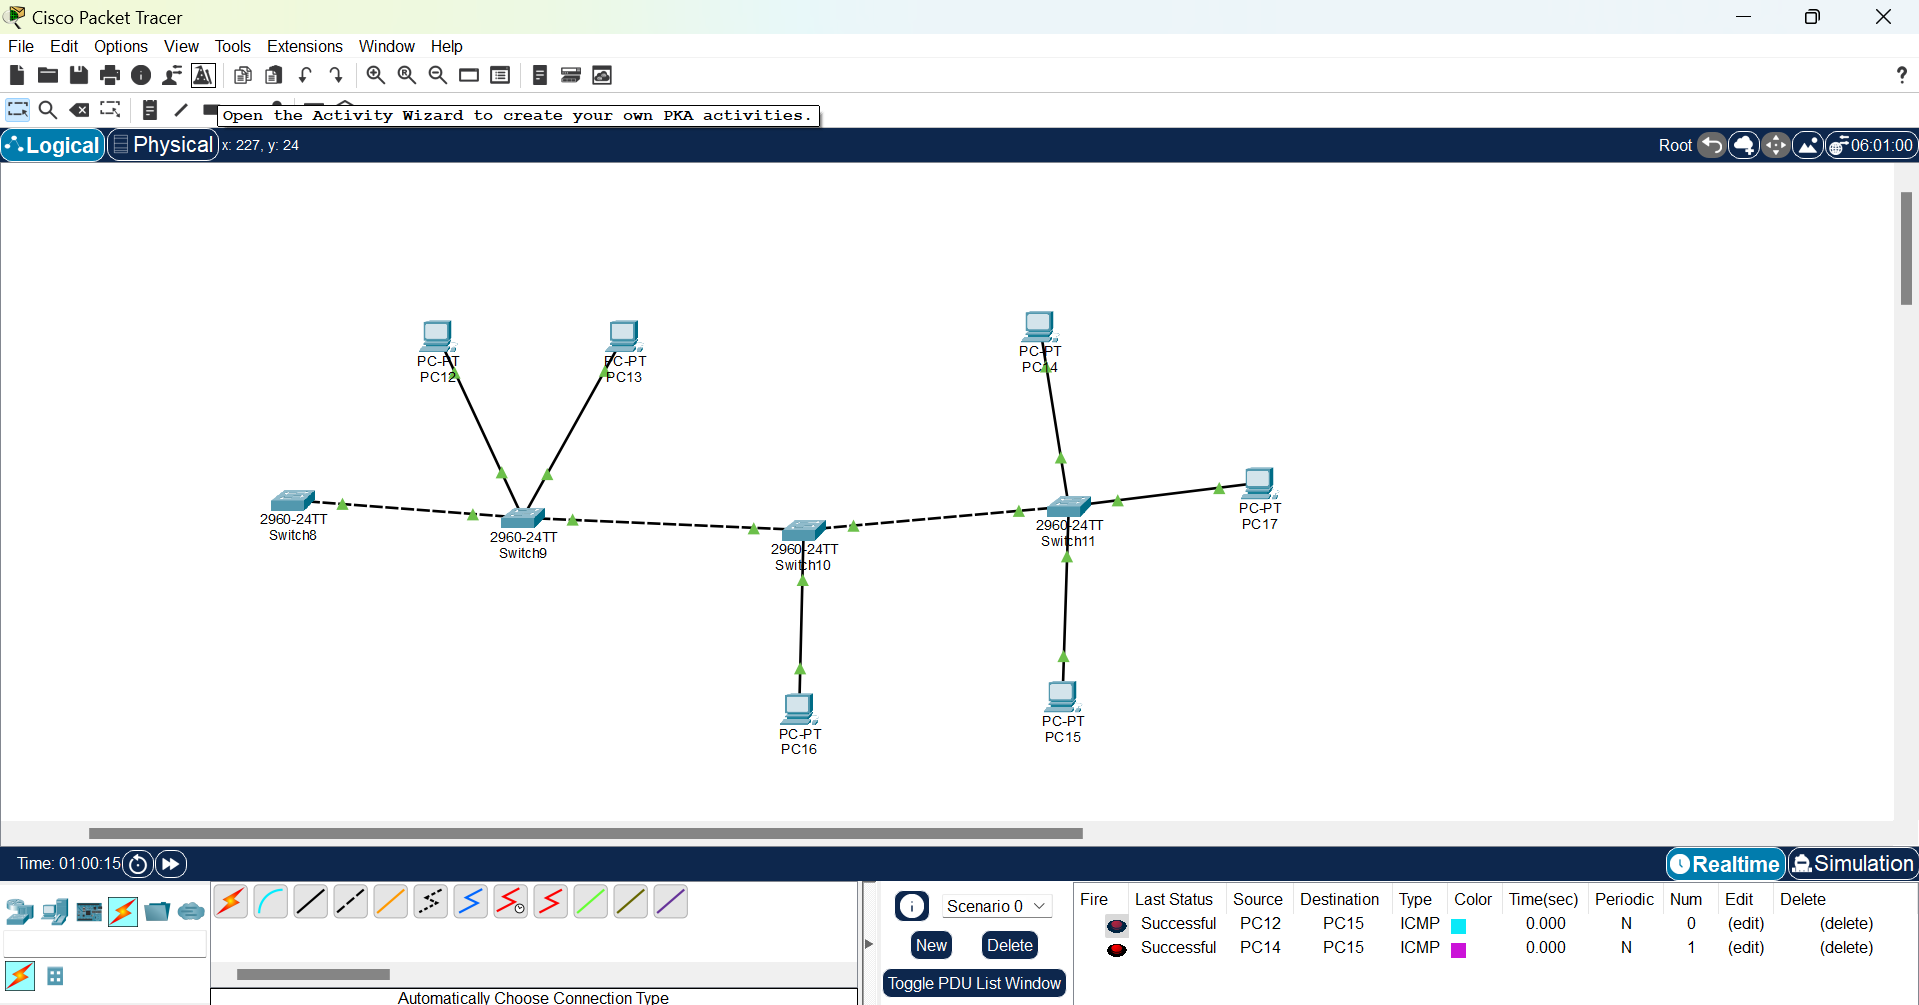 Cisco Packet Tracer
File Edit Options View Tools Extensions Window Help
?
Open the Activity Wizard to create your own PKA activities.
Logical Physical x: 227, y: 24 Root 06:01:00
PC-PT
PC12
PC-PT
PC13
PC-PT
PC14
2960-24TT
Switch8
2960-24TT
Switch9
2960-24TT
Switch10
2960-24TT
Switch11
PC-PT
PC17
PC-PT
PC16
PC-PT
PC15
Time: 01:00:15 Realtime Simulation
Scenario 0
New Delete
Toggle PDU List Window
Automatically Choose Connection Type
Fire Last Status Source Destination Type Color Time(sec) Periodic Num Edit Delete
Successful PC12 PC15 ICMP 0.000 N 0 (edit) (delete)
Successful PC14 PC15 ICMP 0.000 N 1 (edit) (delete)